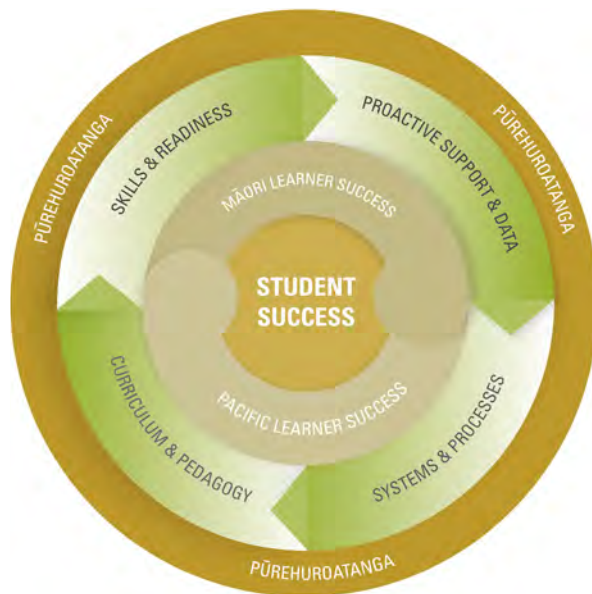 PŪREHUROATANGA
PŪREHUROATANGA
SKILLS & READINESS
PROACTIVE SUPPORT & DATA
MĀORI LEARNER SUCCESS
STUDENT
SUCCESS
PACIFIC LEARNER SUCCESS
CURRICULUM & PEDAGOGY
SYSTEMS & PROCESSES
PŪREHUROATANGA